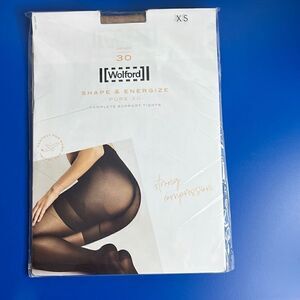 XS
30
Wolford
SHAPE & ENERGIZE
PURE 30
COMPLETE SUPPORT TIGHTS
strong
compression